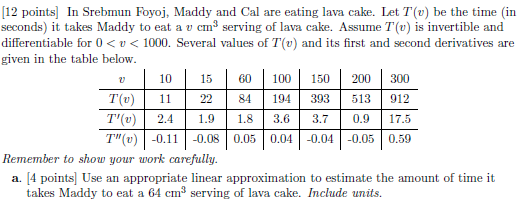 [12 points] In Srebmun Foyoj, Maddy and Cal are eating lava cake. Let T(v) be the time (in
seconds) it takes Maddy to eat a v cm³ serving of lava cake. Assume T(v) is invertible and
differentiable for 0 < v < 1000. Several values of T(v) and its first and second derivatives are
given in the table below.
v 10 15 60 100 150 200 300
T(v) 11 22 84 194 393 513 912
T'(v) 2.4 1.9 1.8 3.6 3.7 0.9 17.5
T''(v) -0.11 -0.08 0.05 0.04 -0.04 -0.05 0.59
Remember to show your work carefully.
a. [4 points] Use an appropriate linear approximation to estimate the amount of time it
takes Maddy to eat a 64 cm³ serving of lava cake. Include units.